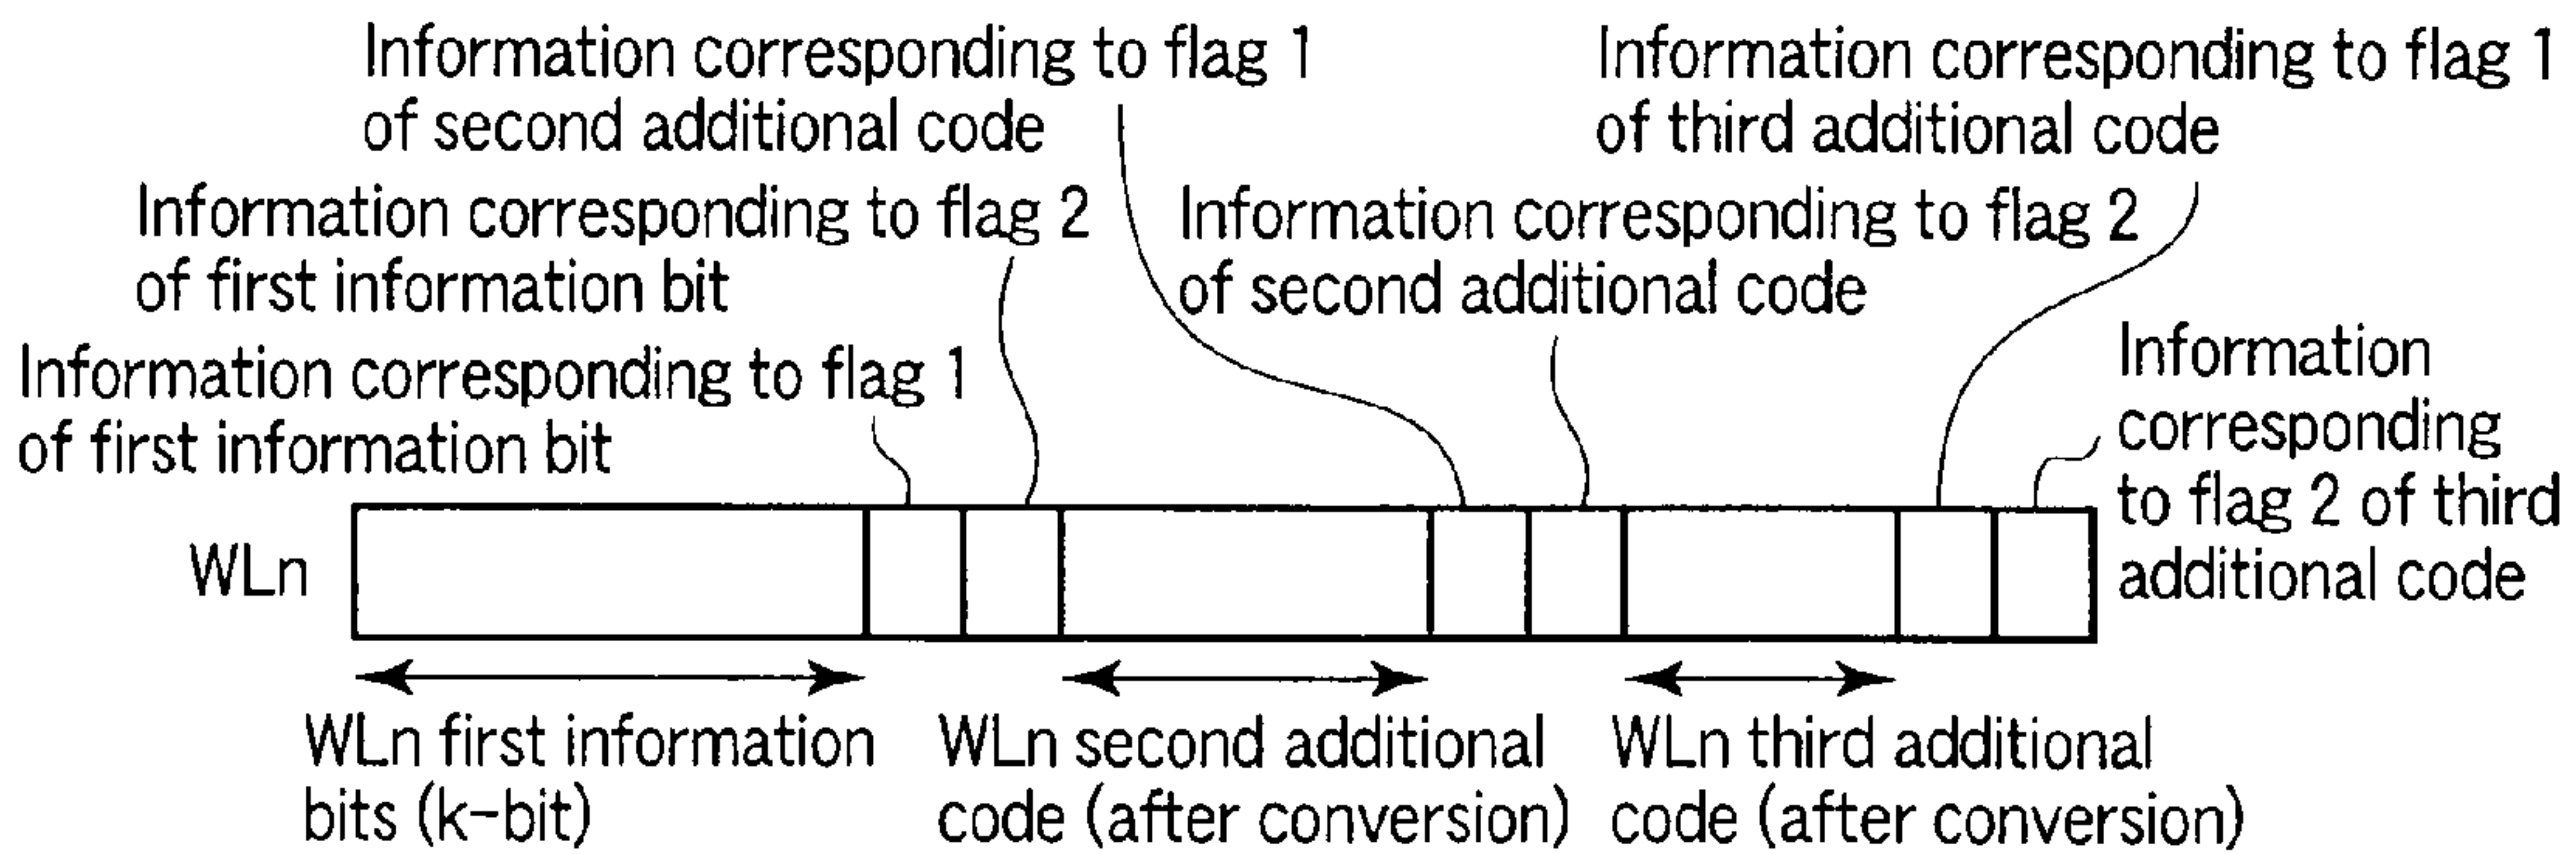 Information corresponding to flag 1
of second additional code
Information corresponding to flag 1
of third additional code
Information corresponding to flag 2
of first information bit
Information corresponding to flag 2
of second additional code
Information corresponding to flag 1
of first information bit
Information
corresponding
to flag 2 of third
additional code
WLn
WLn first information
bits (k-bit)
WLn second additional
code (after conversion)
WLn third additional
code (after conversion)